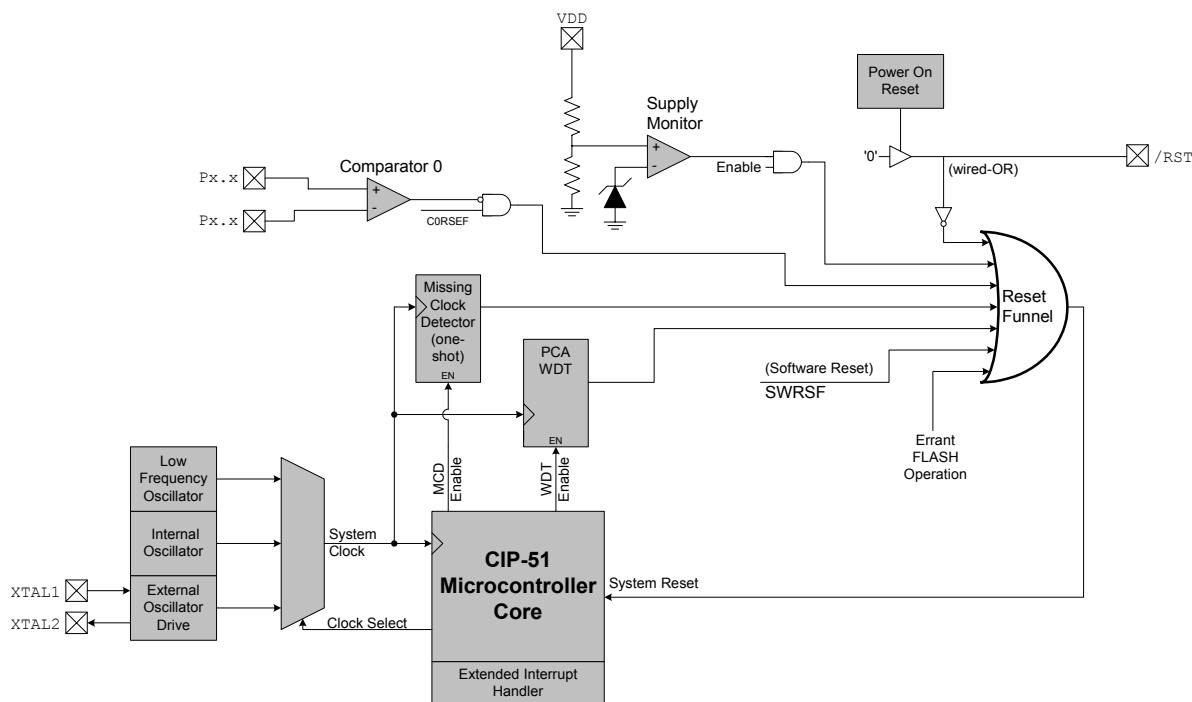 VDD
Power On
Reset
Supply
Monitor
+
-
Enable
'0'
(wired-OR)
/RST
Comparator 0
Px.x
Px.x
+
-
C0RSEF
Missing
Clock
Detector
(one-
shot)
EN
PCA
WDT
EN
Reset
Funnel
(Software Reset)
SWRSF
Errant
FLASH
Operation
Low
Frequency
Oscillator
Internal
Oscillator
External
Oscillator
Drive
XTAL1
XTAL2
System
Clock
Clock Select
MCD
Enable
WDT
Enable
CIP-51
Microcontroller
Core
System Reset
Extended Interrupt
Handler